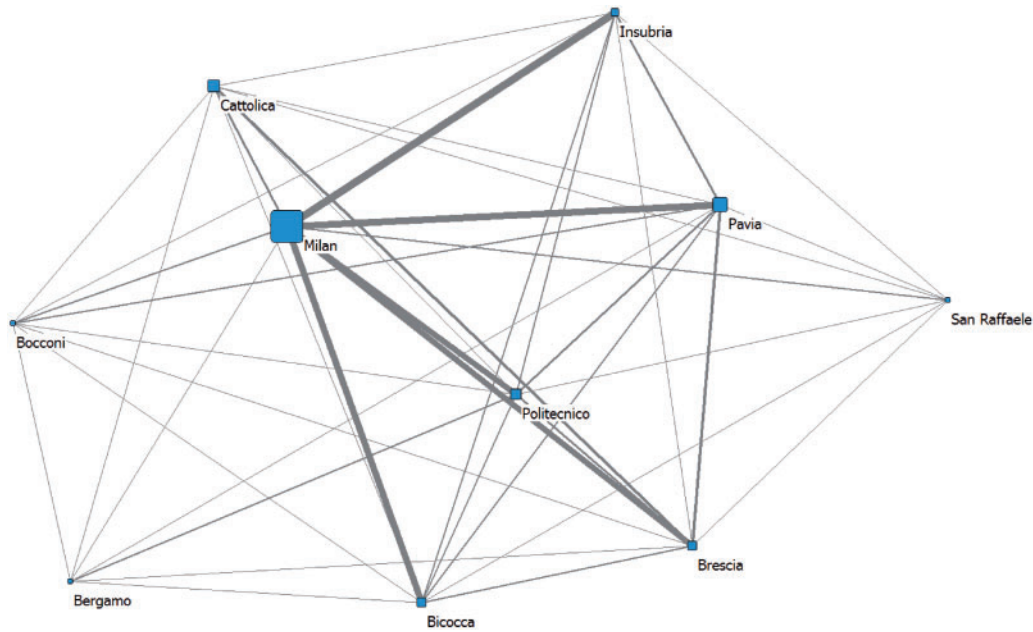 Insubria
Cattolica
Pavia
Milan
San Raffaele
Bocconi
Politecnico
Brescia
Bergamo
Bicocca